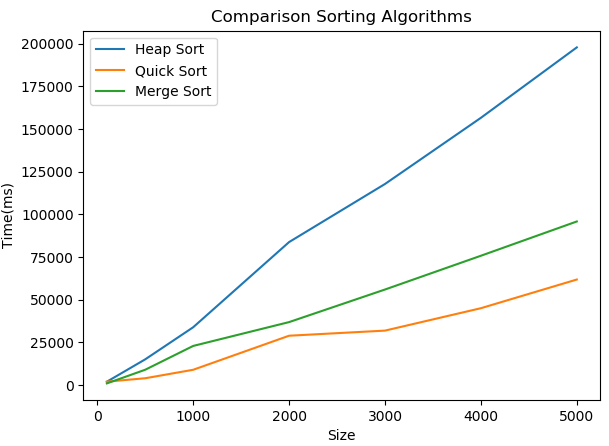 Comparison Sorting Algorithms
Heap Sort
Quick Sort
Merge Sort
Time(ms)
200000
175000
150000
125000
100000
75000
50000
25000
0
0 1000 2000 3000 4000 5000
Size